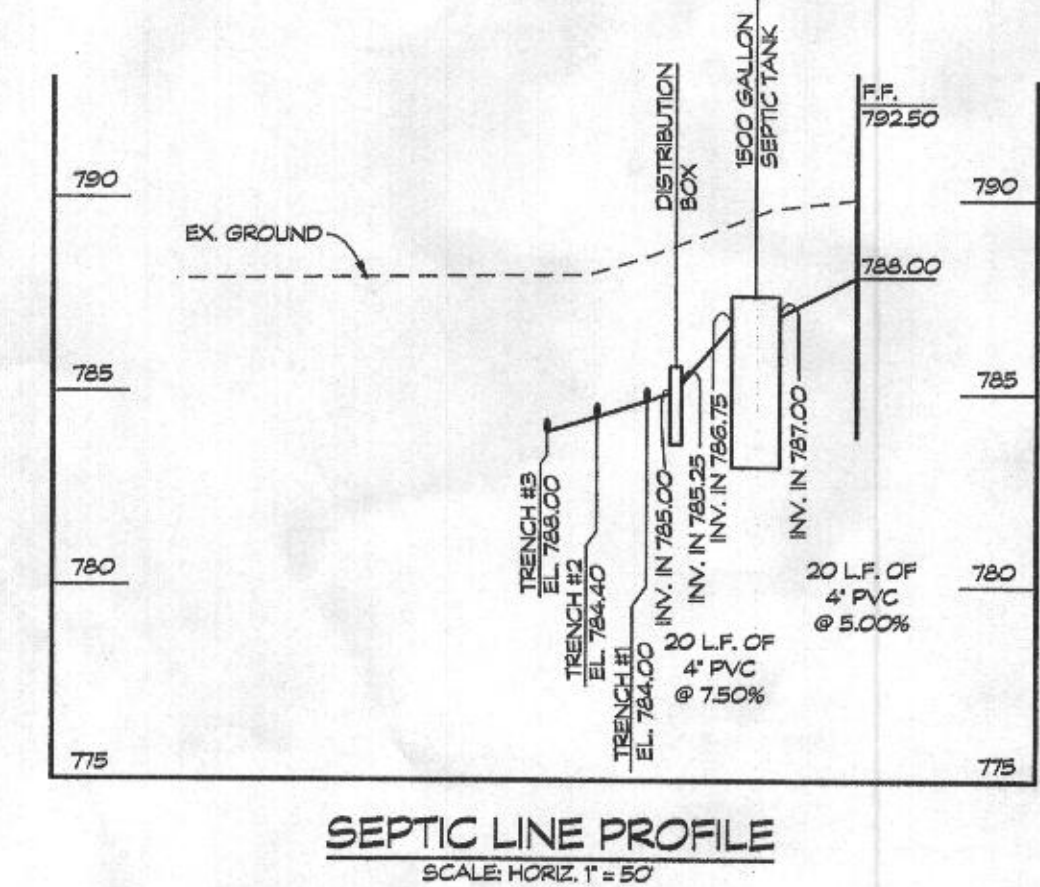 F.F.
792.50
DISTRIBUTION
BOX
1500 GALLON
SEPTIC TANK
790
790
EX. GROUND
788.00
785
785
TRENCH #3
EL. 788.00
TRENCH #2
EL. 784.40
TRENCH #1
EL. 784.00
INV. IN 785.00
INV. IN 785.25
INV. IN 786.75
INV. IN 787.00
780
780
20 L.F. OF
4" PVC
@ 5.00%
20 L.F. OF
4" PVC
@ 7.50%
775
775
SEPTIC LINE PROFILE
SCALE: HORIZ. 1" = 50'